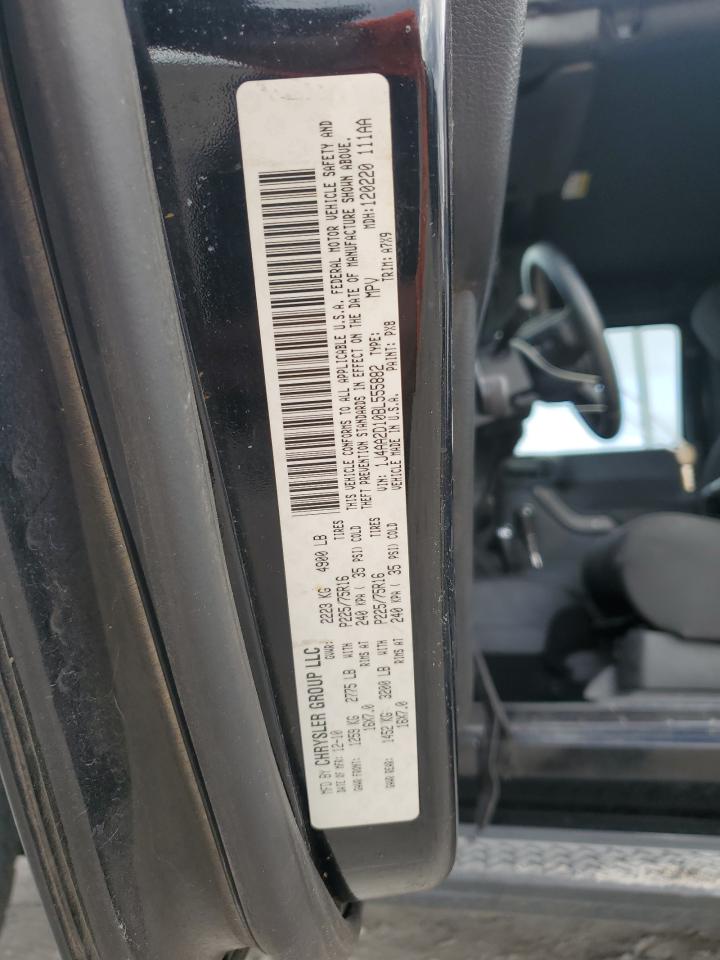 MFD BY CHRYSLER GROUP LLC
DATE OF MFR: 12-10 GVWR: 2223 KG 4900 LB
GAWR FRONT: 1259 KG 2775 LB WITH P225/75R16 TIRES
16X7.0 RIMS AT 240 KPA ( 35 PSI) COLD
GAWR REAR: 1452 KG 3200 LB WITH P225/75R16 TIRES
16X7.0 RIMS AT 240 KPA ( 35 PSI) COLD
THIS VEHICLE CONFORMS TO ALL APPLICABLE U.S.A. FEDERAL MOTOR VEHICLE SAFETY AND
THEFT PREVENTION STANDARDS IN EFFECT ON THE DATE OF MANUFACTURE SHOWN ABOVE.
VIN: 1J4AA2D10BL555882 TYPE: MPV MDH:120220 111AA
VEHICLE MADE IN U.S.A. PAINT: PX8 TRIM: A7X9